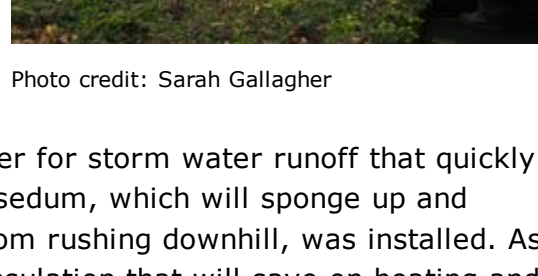 Photo credit: Sarah Gallagher
er for storm water runoff that quickly
sedum, which will sponge up and
om rushing downhill, was installed. As
sulation that will save on heating and